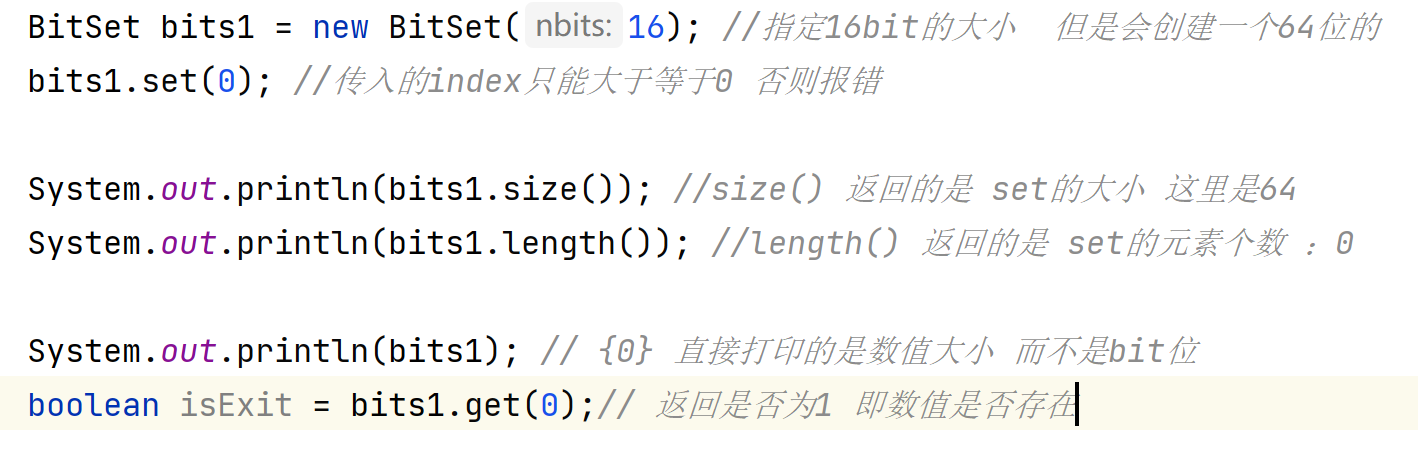 BitSet bits1 = new BitSet( nbits: 16); //指定16bit的大小  但是会创建一个64位的
bits1.set(0); //传入的index只能大于等于0 否则报错
System.out.println(bits1.size()); //size() 返回的是 set的大小 这里是64
System.out.println(bits1.length()); //length() 返回的是 set的元素个数 ：0
System.out.println(bits1); // {0} 直接打印的是数值大小 而不是bit位
boolean isExit = bits1.get(0);// 返回是否为1 即数值是否存在